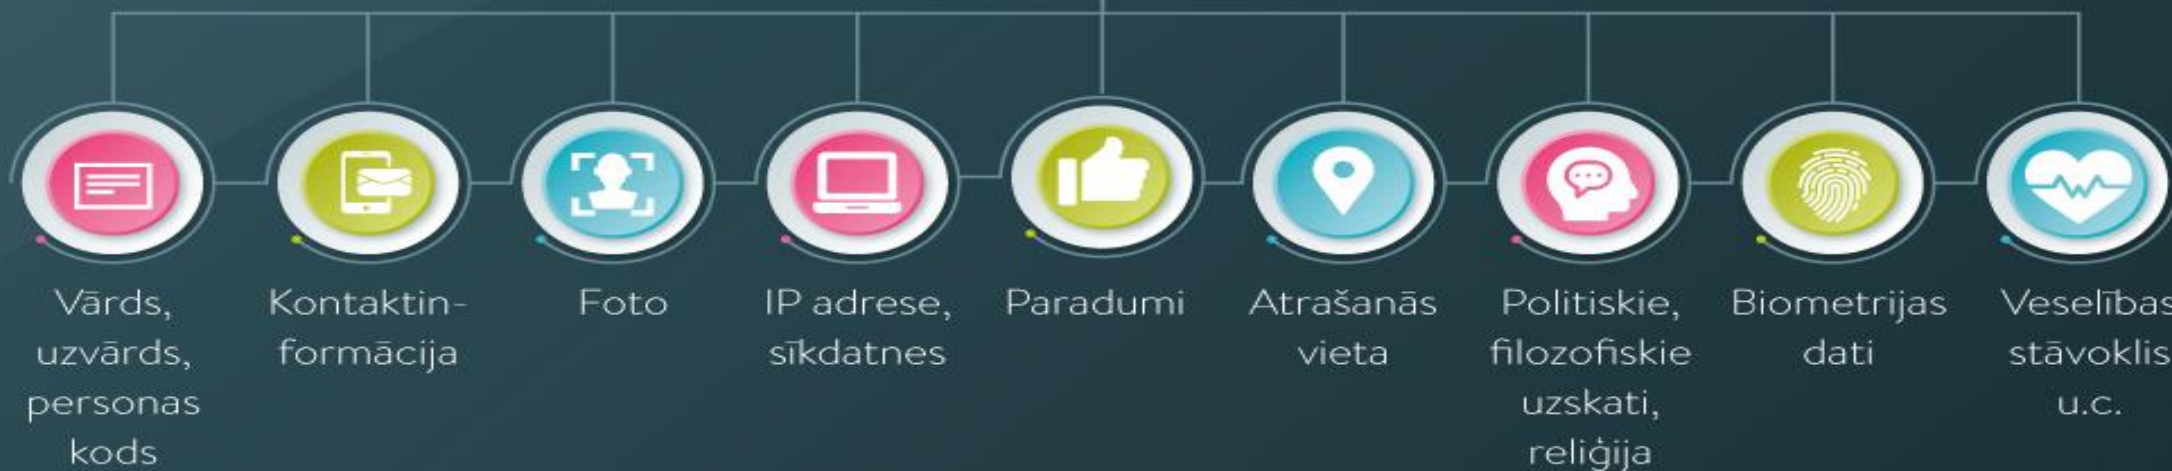 Vārds,
uzvārds,
personas
kods
Kontaktin-
formācija
Foto
IP adrese,
sīkdatnes
Paradumi
Atrašanās
vieta
Politiskie,
filozofiskie
uzskati,
reliģija
Biometrijas
dati
Veselības
stāvoklis
u.c.